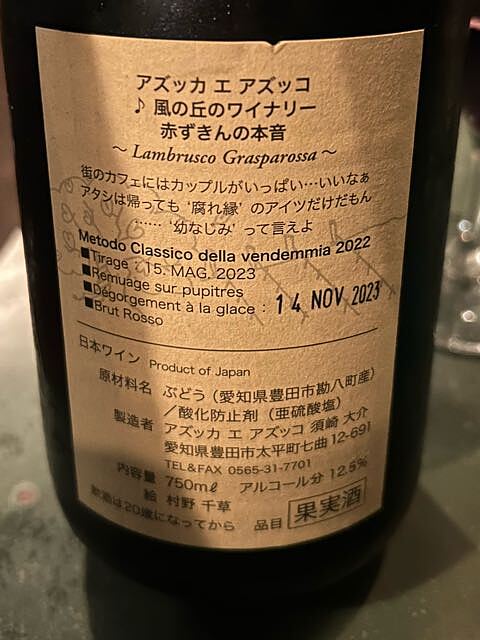 アズッカ エ アズッコ
♪ 風の丘のワイナリー
赤ずきんの本音
～ Lambrusco Grasparossa ～
街のカフェにはカップルがいっぱい…いいなぁ
アタシは帰っても‘腐れ縁’のアイツだけだもん
……‘幼なじみ’って言えよ
Metodo Classico della vendemmia 2022
■Tirage : 15. MAG. 2023
■Remuage sur pupitres
■Dégorgement à la glace : 14 NOV 2023
■Brut Rosso
日本ワイン Product of Japan
原材料名 ぶどう（愛知県豊田市勘八町産）
／酸化防止剤（亜硫酸塩）
製造者 アズッカ エ アズッコ 須崎 大介
愛知県豊田市太平町七曲12-691
TEL＆FAX 0565-31-7701
内容量 750mℓ アルコール分 12.5%
絵 村野 千草
飲酒は20歳になってから 品目 果実酒